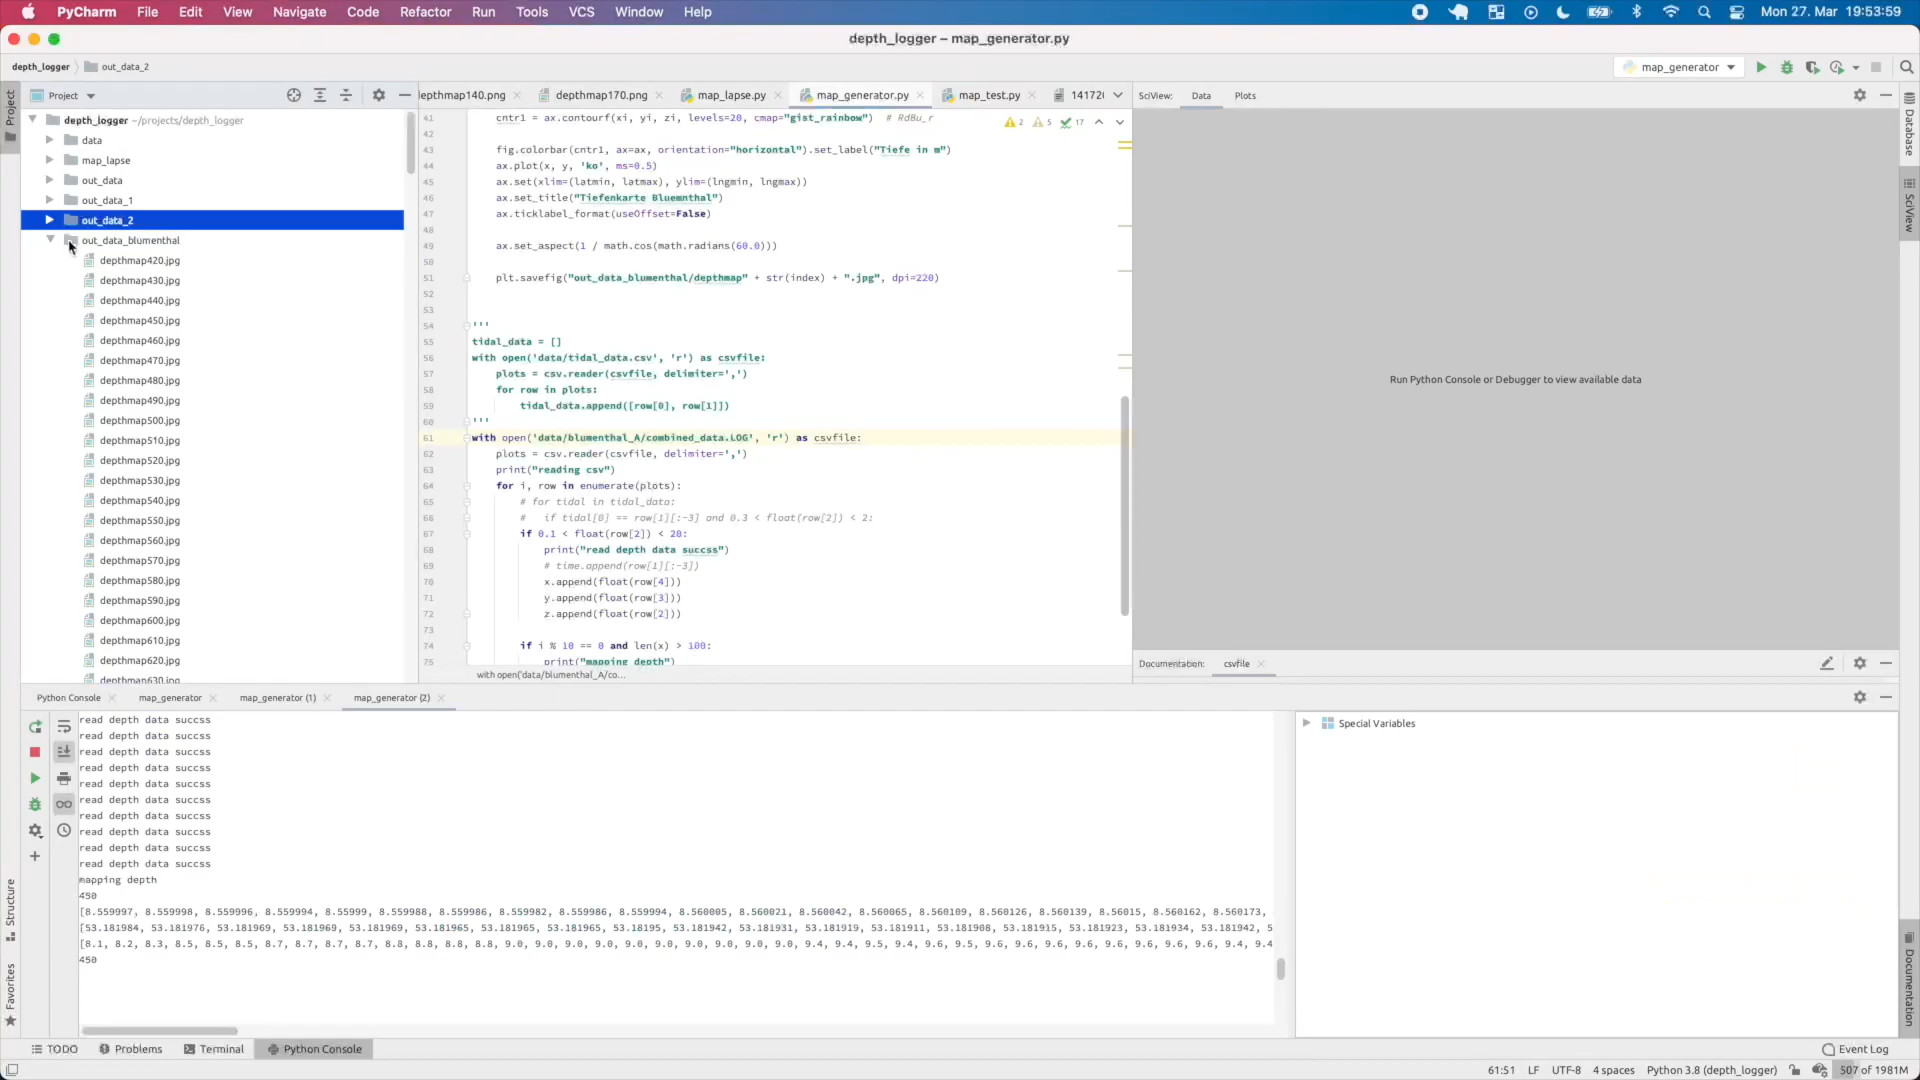 PyCharm File Edit View Navigate Code Refactor Run Tools VCS Window Help Mon 27. Mar 19:53:59
depth_logger – map_generator.py
depth_logger out_data_2 map_generator
Project
Project
depth_logger ~/projects/depth_logger
data
map_lapse
out_data
out_data_1
out_data_2
out_data_blumenthal
depthmap420.jpg
depthmap430.jpg
depthmap440.jpg
depthmap450.jpg
depthmap460.jpg
depthmap470.jpg
depthmap480.jpg
depthmap490.jpg
depthmap500.jpg
depthmap510.jpg
depthmap520.jpg
depthmap530.jpg
depthmap540.jpg
depthmap550.jpg
depthmap560.jpg
depthmap570.jpg
depthmap580.jpg
depthmap590.jpg
depthmap600.jpg
depthmap610.jpg
depthmap620.jpg
depthmap630.jpg
epthmap140.png depthmap170.png map_lapse.py map_generator.py map_test.py 14172
2 5 17
41 cntr1 = ax.contourf(xi, yi, zi, levels=20, cmap="gist_rainbow") # RdBu_r
42
43 fig.colorbar(cntr1, ax=ax, orientation="horizontal").set_label("Tiefe in m")
44 ax.plot(x, y, 'ko', ms=0.5)
45 ax.set(xlim=(latmin, latmax), ylim=(lngmin, lngmax))
46 ax.set_title("Tiefenkarte Bluemnthal")
47 ax.ticklabel_format(useOffset=False)
48
49 ax.set_aspect(1 / math.cos(math.radians(60.0)))
50
51 plt.savefig("out_data_blumenthal/depthmap" + str(index) + ".jpg", dpi=220)
52
53
54 '''
55 tidal_data = []
56 with open('data/tidal_data.csv', 'r') as csvfile:
57 plots = csv.reader(csvfile, delimiter=',')
58 for row in plots:
59 tidal_data.append([row[0], row[1]])
60 '''
61 with open('data/blumenthal_A/combined_data.LOG', 'r') as csvfile:
62 plots = csv.reader(csvfile, delimiter=',')
63 print("reading csv")
64 for i, row in enumerate(plots):
65 # for tidal in tidal_data:
66 # if tidal[0] == row[1][:-3] and 0.3 < float(row[2]) < 2:
67 if 0.1 < float(row[2]) < 20:
68 print("read depth data succss")
69 # time.append(row[1][:-3])
70 x.append(float(row[4]))
71 y.append(float(row[3]))
72 z.append(float(row[2]))
73
74 if i % 10 == 0 and len(x) > 100:
75 print("mapping depth")
with open('data/blumenthal_A/co...
SciView: Data Plots
Run Python Console or Debugger to view available data
Documentation: csvfile
Database
SciView
Documentation
Python Console map_generator map_generator (1) map_generator (2)
read depth data succss
read depth data succss
read depth data succss
read depth data succss
read depth data succss
read depth data succss
read depth data succss
read depth data succss
read depth data succss
read depth data succss
mapping depth
450
[8.559997, 8.559998, 8.559996, 8.559994, 8.55999, 8.559988, 8.559986, 8.559982, 8.559986, 8.559994, 8.560005, 8.560021, 8.560042, 8.560065, 8.560109, 8.560126, 8.560139, 8.56015, 8.560162, 8.560173,
[53.181984, 53.181976, 53.181969, 53.181969, 53.181969, 53.181965, 53.181965, 53.181965, 53.18195, 53.181942, 53.181931, 53.181919, 53.181911, 53.181908, 53.181915, 53.181923, 53.181934, 53.181942, 5
[8.1, 8.2, 8.3, 8.5, 8.5, 8.5, 8.7, 8.7, 8.7, 8.7, 8.8, 8.8, 8.8, 8.8, 9.0, 9.0, 9.0, 9.0, 9.0, 9.0, 9.0, 9.0, 9.0, 9.0, 9.4, 9.4, 9.5, 9.4, 9.6, 9.5, 9.6, 9.6, 9.6, 9.6, 9.6, 9.6, 9.6, 9.4, 9.4
450
Special Variables
Structure
Favorites
TODO Problems Terminal Python Console Event Log
61:51 LF UTF-8 4 spaces Python 3.8 (depth_logger) 507 of 1981M